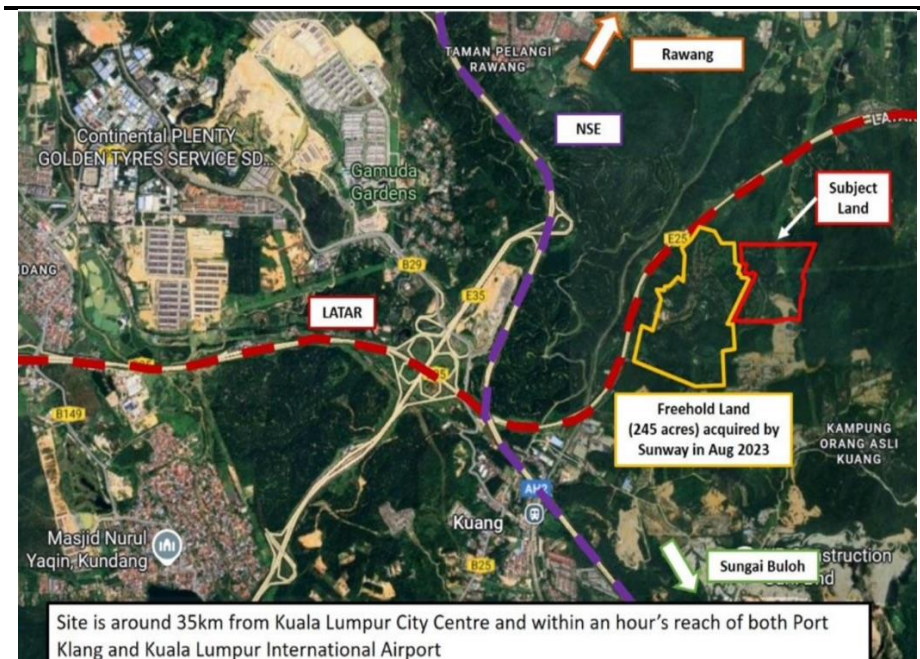 TAMAN PELANGI
RAWANG
Rawang
NSE
Continental PLENTY
GOLDEN TYRES SERVICE SD...
Gamuda
Gardens
LATAR
Subject
Land
E25
B29
E35
DANG
LATAR
B149
Freehold Land
(245 acres) acquired by
Sunway in Aug 2023
KAMPUNG
ORANG ASLI
KUANG
AH2
Kuang
Masjid Nurul
Yaqin, Kundang
B25
Sungai Buloh
Site is around 35km from Kuala Lumpur City Centre and within an hour's reach of both Port
Klang and Kuala Lumpur International Airport